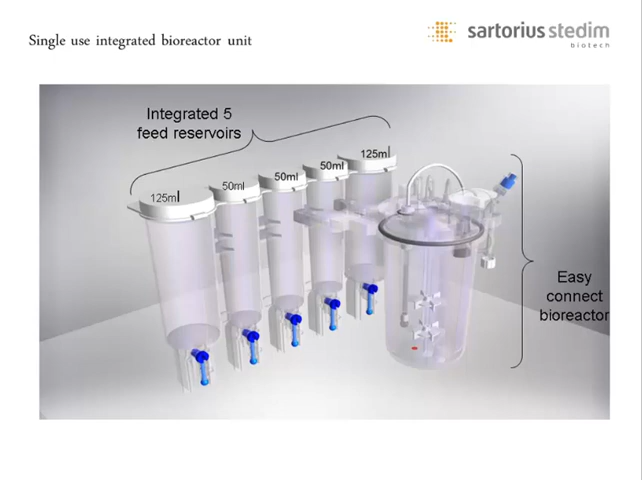 Single use integrated bioreactor unit
sartorius stedim
biotech
Integrated 5
feed reservoirs
125ml
50ml
50ml
50ml
125ml
Easy
connect
bioreactor